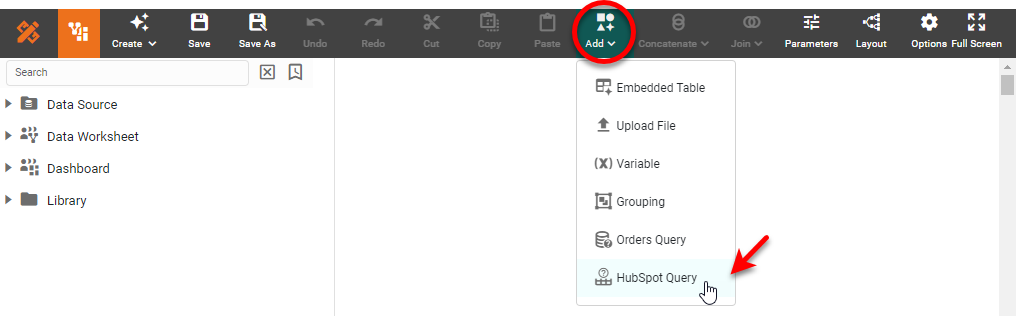 Create Save Save As Undo Redo Cut Copy Paste Add Concatenate Join Parameters Layout Options Full Screen
Search
Data Source
Data Worksheet
Dashboard
Library
Embedded Table
Upload File
(x) Variable
Grouping
Orders Query
HubSpot Query